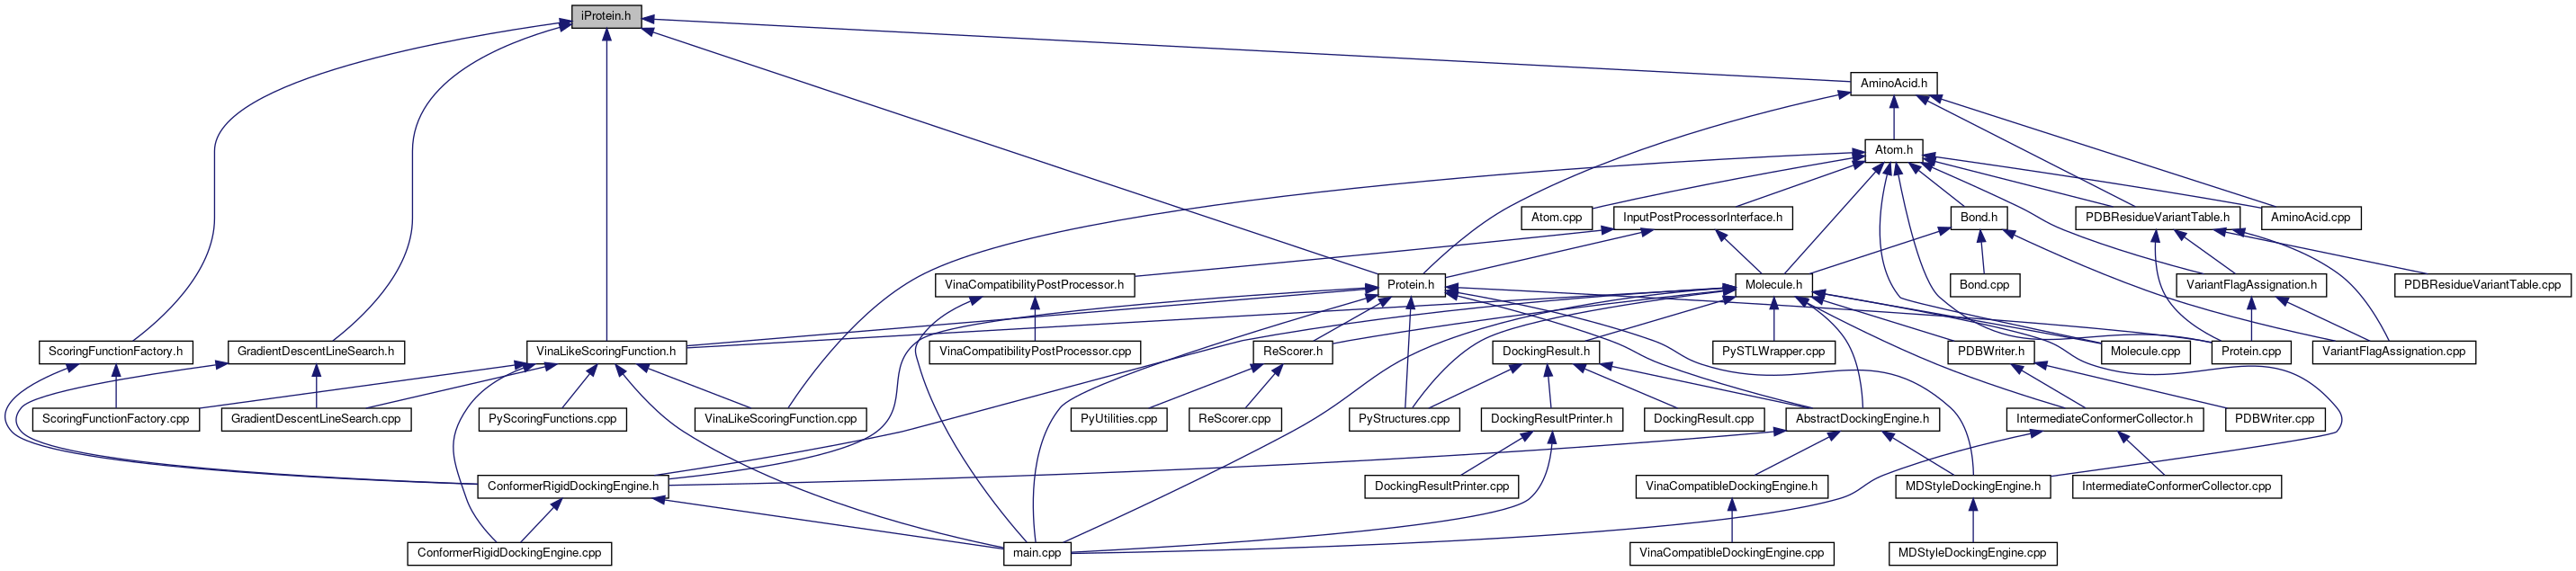 iProtein.h
AminoAcid.h
Atom.h
Atom.cpp
InputPostProcessorInterface.h
Bond.h
PDBResidueVariantTable.h
AminoAcid.cpp
VinaCompatibilityPostProcessor.h
Protein.h
Molecule.h
Bond.cpp
VariantFlagAssignation.h
PDBResidueVariantTable.cpp
ScoringFunctionFactory.h
GradientDescentLineSearch.h
VinaLikeScoringFunction.h
VinaCompatibilityPostProcessor.cpp
ReScorer.h
DockingResult.h
PySTLWrapper.cpp
PDBWriter.h
Molecule.cpp
Protein.cpp
VariantFlagAssignation.cpp
ScoringFunctionFactory.cpp
GradientDescentLineSearch.cpp
PyScoringFunctions.cpp
VinaLikeScoringFunction.cpp
PyUtilities.cpp
ReScorer.cpp
PyStructures.cpp
DockingResultPrinter.h
DockingResult.cpp
AbstractDockingEngine.h
IntermediateConformerCollector.h
PDBWriter.cpp
ConformerRigidDockingEngine.h
DockingResultPrinter.cpp
VinaCompatibleDockingEngine.h
MDStyleDockingEngine.h
IntermediateConformerCollector.cpp
ConformerRigidDockingEngine.cpp
main.cpp
VinaCompatibleDockingEngine.cpp
MDStyleDockingEngine.cpp